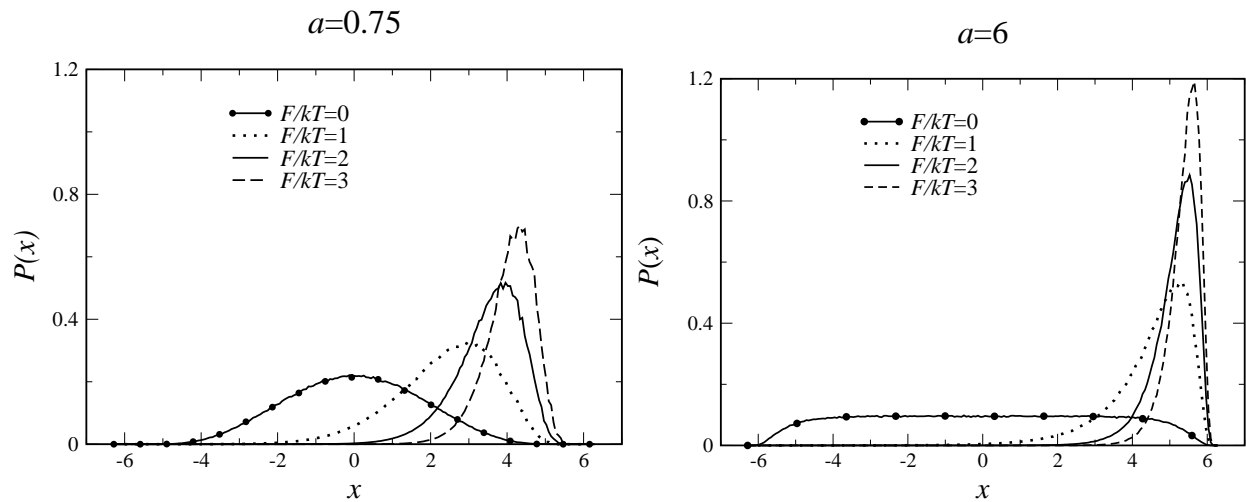 a=0.75
1.2
0.8
0.4
0
P(x)
F/kT=0
F/kT=1
F/kT=2
F/kT=3
-6 -4 -2 0 2 4 6
x
a=6
1.2
0.8
0.4
0
P(x)
F/kT=0
F/kT=1
F/kT=2
F/kT=3
-6 -4 -2 0 2 4 6
x